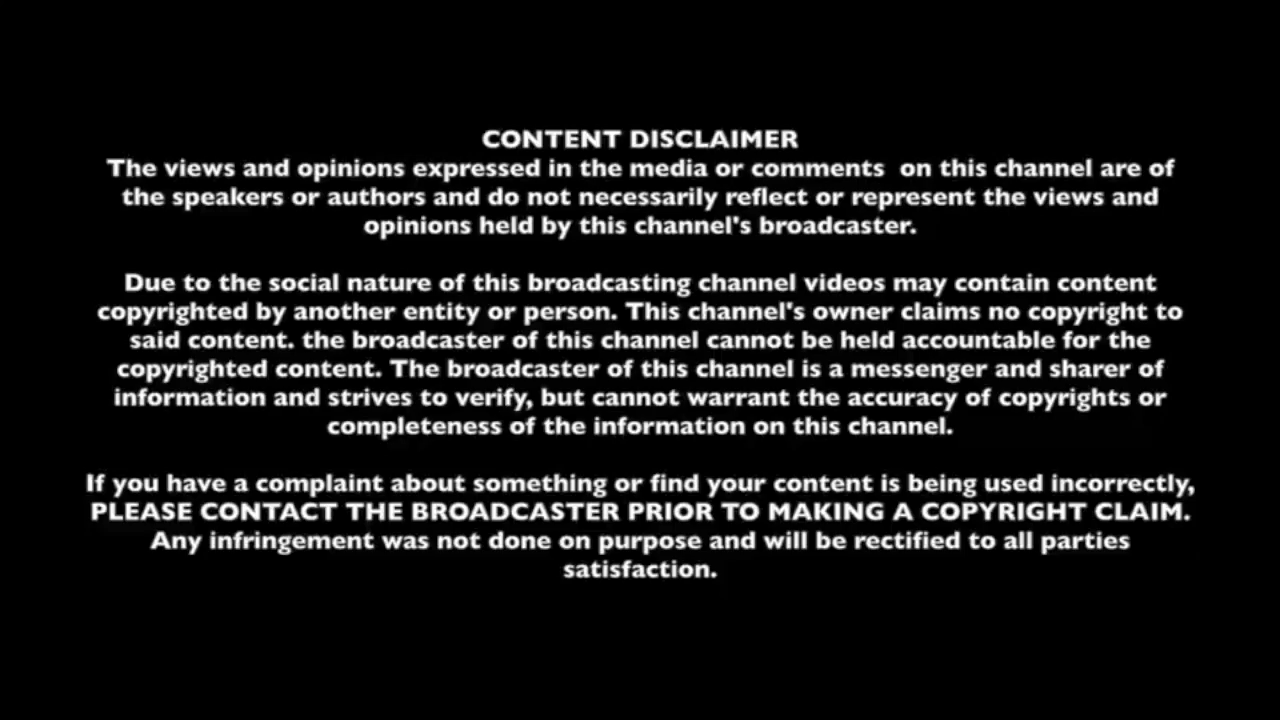 CONTENT DISCLAIMER
The views and opinions expressed in the media or comments  on this channel are of
the speakers or authors and do not necessarily reflect or represent the views and
opinions held by this channel's broadcaster.
Due to the social nature of this broadcasting channel videos may contain content
copyrighted by another entity or person. This channel's owner claims no copyright to
said content. the broadcaster of this channel cannot be held accountable for the
copyrighted content. The broadcaster of this channel is a messenger and sharer of
information and strives to verify, but cannot warrant the accuracy of copyrights or
completeness of the information on this channel.
If you have a complaint about something or find your content is being used incorrectly,
PLEASE CONTACT THE BROADCASTER PRIOR TO MAKING A COPYRIGHT CLAIM.
Any infringement was not done on purpose and will be rectified to all parties
satisfaction.